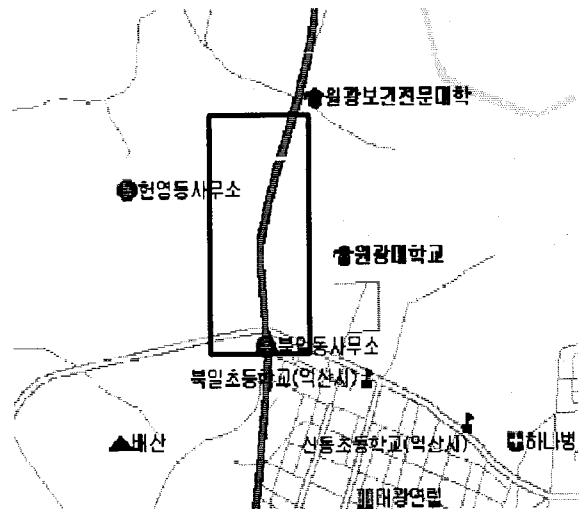 원광보건전문대학
헌영동사무소
원광대학교
북일동사무소
북일초등학교(익산시)
배산
신동초등학교(익산시)
하나병
태광연립